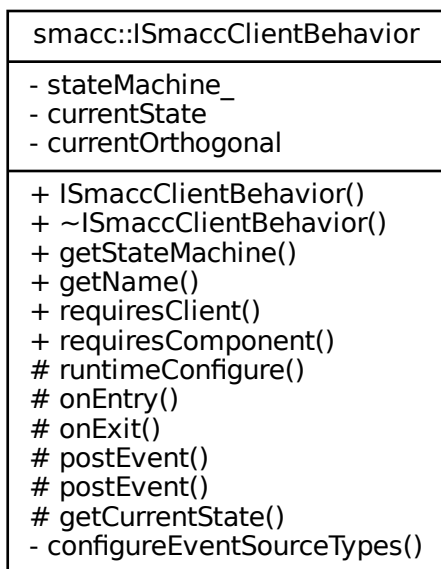 smacc::ISmaccClientBehavior
- stateMachine_
- currentState
- currentOrthogonal
+ ISmaccClientBehavior()
+ ~ISmaccClientBehavior()
+ getStateMachine()
+ getName()
+ requiresClient()
+ requiresComponent()
# runtimeConfigure()
# onEntry()
# onExit()
# postEvent()
# postEvent()
# getCurrentState()
- configureEventSourceTypes()